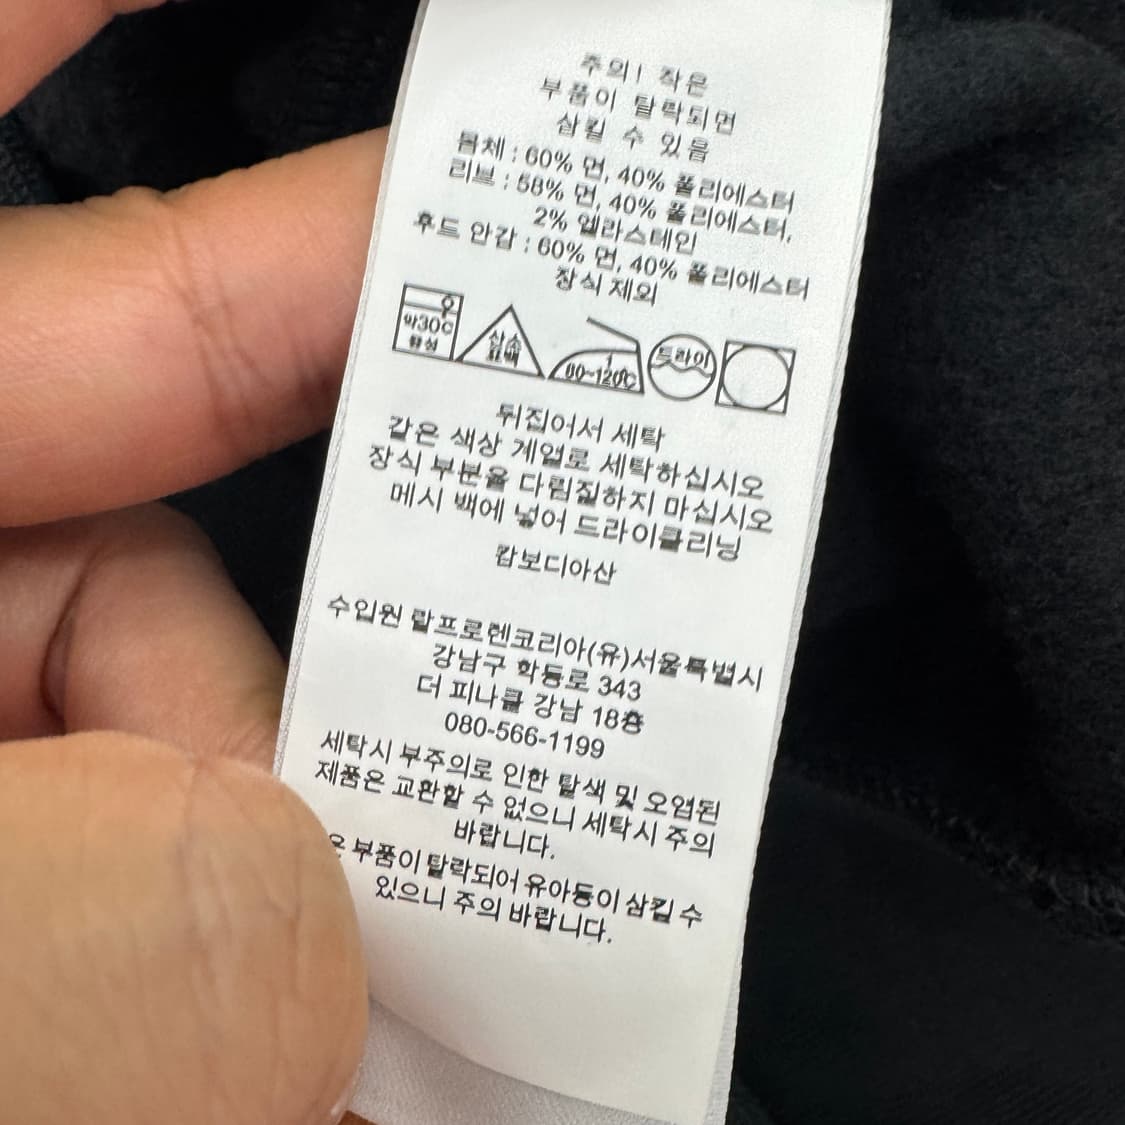 주의! 작은
부품이 탈락되면
삼킬 수 있음
몸체 : 60% 면, 40% 폴리에스터
리브 : 58% 면, 40% 폴리에스터,
2% 엘라스테인
후드 안감 : 60% 면, 40% 폴리에스터
장식 제외
약30℃
중성
산소
표백
1
80~120℃
드라이
뒤집어서 세탁
같은 색상 계열로 세탁하십시오
장식 부분을 다림질하지 마십시오
메시 백에 넣어 드라이클리닝
캄보디아산
수입원 랄프로렌코리아(유)서울특별시
강남구 학동로 343
더 피나클 강남 18층
080-566-1199
세탁시 부주의로 인한 탈색 및 오염된
제품은 교환할 수 없으니 세탁시 주의
바랍니다.
부품이 탈락되어 유아등이 삼킬 수
있으니 주의 바랍니다.